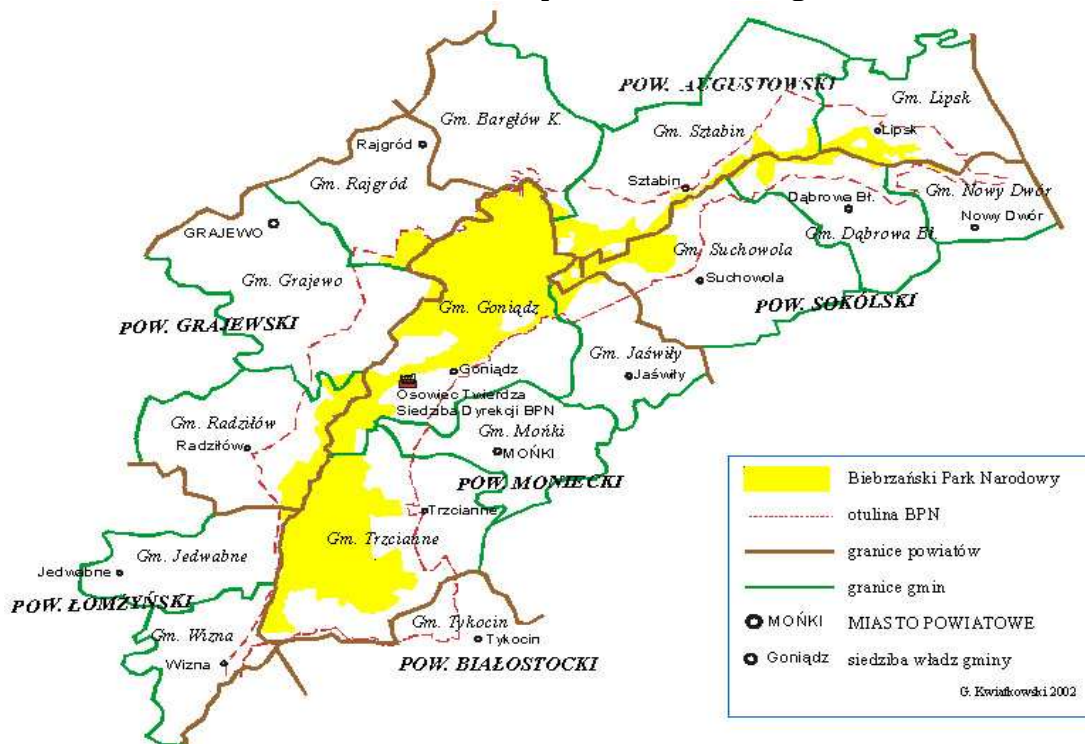 POW. AUGUSTOWSKI
Gm. Lipsk
Gm. Bargłów K.
Gm. Sztabin
Lipsk
Rajgród
Gm. Rajgród
Sztabin
Gm. Nowy Dwór
Dąbrowa Bł.
Nowy Dwór
GRAJEWO
Gm. Dąbrowa Bł.
Gm. Suchowola
Suchowola
Gm. Grajewo
POW. SOKÓLSKI
Gm. Goniądz
POW. GRAJEWSKI
Gm. Jaświły
Goniądz
Jaświły
Osowiec Twierdza
Siedziba Dyrekcji BPN
Gm. Radziłów
Radziłów
Gm. Mońki
MOŃKI
POW. MONIECKI
Trzcianne
Gm. Trzcianne
Gm. Jedwabne
Jedwabne
POW. ŁOMŻYŃSKI
Gm. Tykocin
Gm. Wizna
Tykocin
Wizna
POW. BIAŁOSTOCKI
Biebrzański Park Narodowy
otulina BPN
granice powiatów
granice gmin
MOŃKI MIASTO POWIATOWE
Goniądz siedziba władz gminy
G. Kwiatkowski 2002